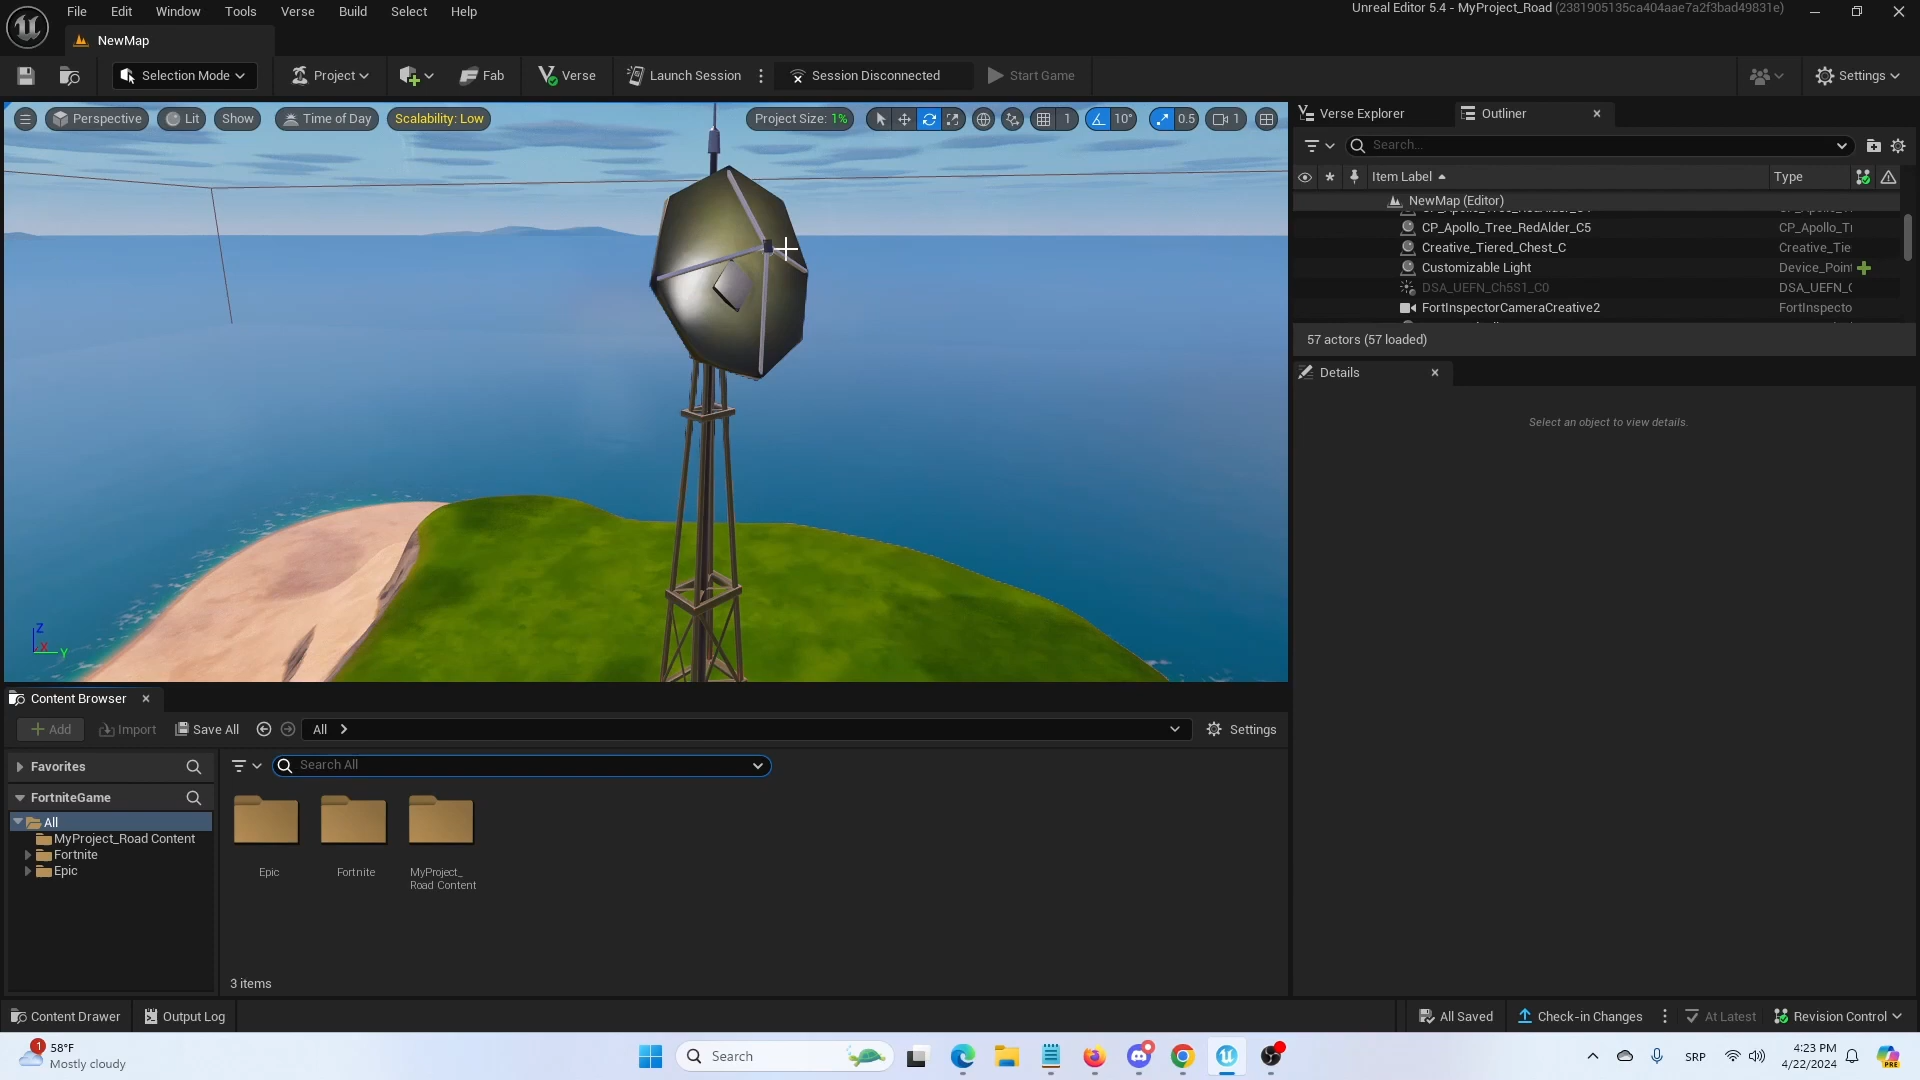 File Edit Window Tools Verse Build Select Help
Unreal Editor 5.4 - MyProject_Road (2381905135ca404aae7a2f3bad49831e)
NewMap
Selection Mode Project Fab Verse Launch Session Session Disconnected Start Game Settings
Perspective Lit Show Time of Day Scalability: Low Project Size: 1% 1 10° 0.5 1
Z
X
Y
Verse Explorer Outliner
Search...
Item Label Type
NewMap (Editor)
CP_Apollo_Tree_RedAlder_C5 CP_Apollo_Tr
Creative_Tiered_Chest_C Creative_Tie
Customizable Light Device_Point
DSA_UEFN_Ch5S1_C0 DSA_UEFN_C
FortInspectorCameraCreative2 FortInspecto
57 actors (57 loaded)
Details
Select an object to view details.
Content Browser
Add Import Save All All Settings
Favorites
Search All
FortniteGame
All
MyProject_Road Content
Fortnite
Epic
Epic
Fortnite
MyProject_
Road Content
3 items
Content Drawer Output Log All Saved Check-in Changes At Latest Revision Control
1
58°F
Mostly cloudy
Search
SRP
4:23 PM
4/22/2024
PRE